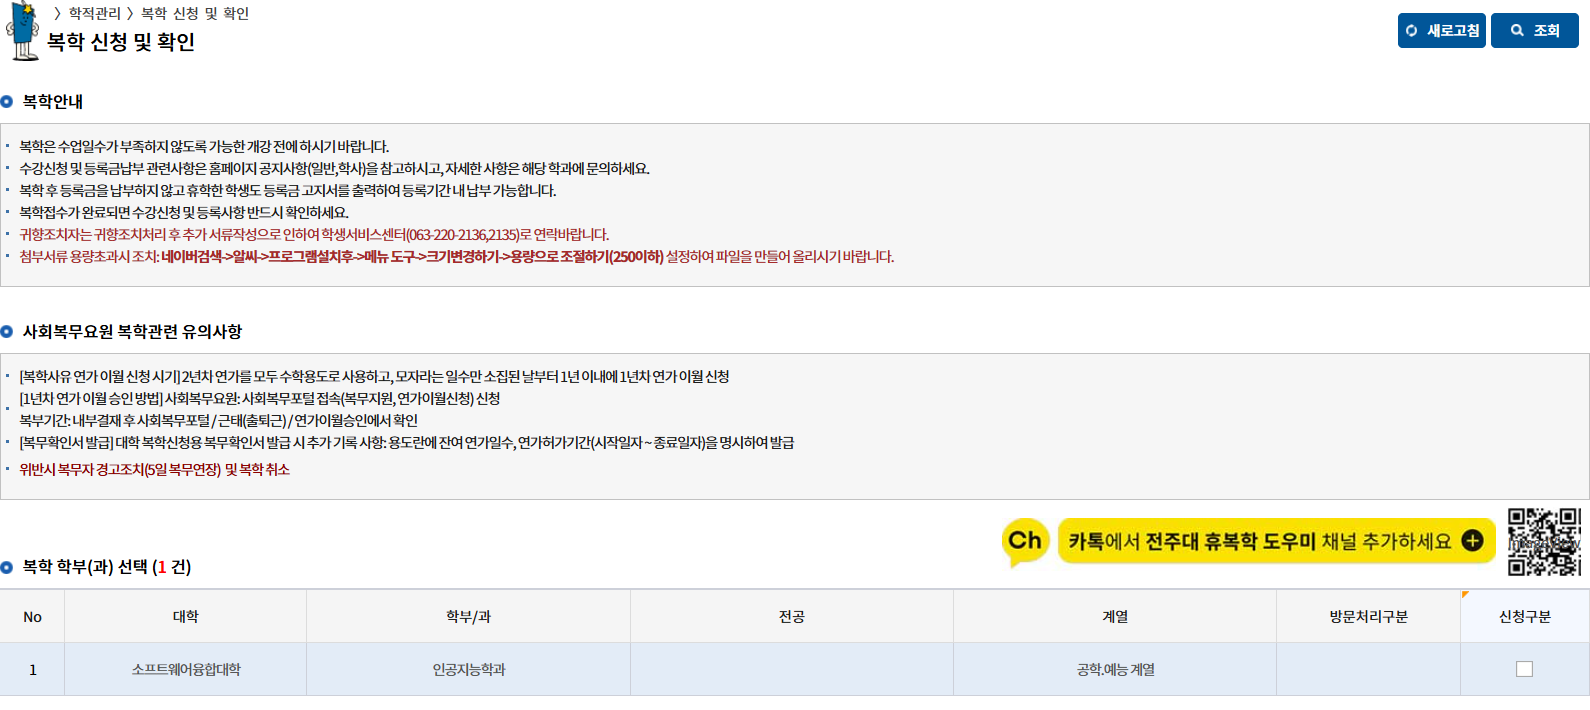 〉 학적관리 〉 복학 신청 및 확인
복학 신청 및 확인
새로고침
조회
복학안내
복학은 수업일수가 부족하지 않도록 가능한 개강 전에 하시기 바랍니다.
수강신청 및 등록금납부 관련사항은 홈페이지 공지사항(일반,학사)을 참고하시고, 자세한 사항은 해당 학과에 문의하세요.
복학 후 등록금을 납부하지 않고 휴학한 학생도 등록금 고지서를 출력하여 등록기간 내 납부 가능합니다.
복학접수가 완료되면 수강신청 및 등록사항 반드시 확인하세요.
귀향조치자는 귀향조치처리 후 추가 서류작성으로 인하여 학생서비스센터(063-220-2136,2135)로 연락바랍니다.
첨부서류 용량초과시 조치: 네이버검색->알씨->프로그램설치후->메뉴 도구->크기변경하기->용량으로 조절하기(250이하) 설정하여 파일을 만들어 올리시기 바랍니다.
사회복무요원 복학관련 유의사항
[복학사유 연가 이월 신청 시기] 2년차 연가를 모두 수학용도로 사용하고, 모자라는 일수만 소집된 날부터 1년 이내에 1년차 연가 이월 신청
[1년차 연가 이월 승인 방법] 사회복무요원: 사회복무포털 접속(복무지원, 연가이월신청) 신청
복부기간: 내부결재 후 사회복무포털 / 근태(출퇴근) / 연가이월승인에서 확인
[복무확인서 발급] 대학 복학신청용 복무확인서 발급 시 추가 기록 사항: 용도란에 잔여 연가일수, 연가허가기간(시작일자 ~ 종료일자)을 명시하여 발급
위반시 복무자 경고조치(5일 복무연장) 및 복학 취소
Ch 카톡에서 전주대 휴복학 도우미 채널 추가하세요
복학 학부(과) 선택 (1 건)
No 대학 학부/과 전공 계열 방문처리구분 신청구분
1 소프트웨어융합대학 인공지능학과 공학.예능 계열